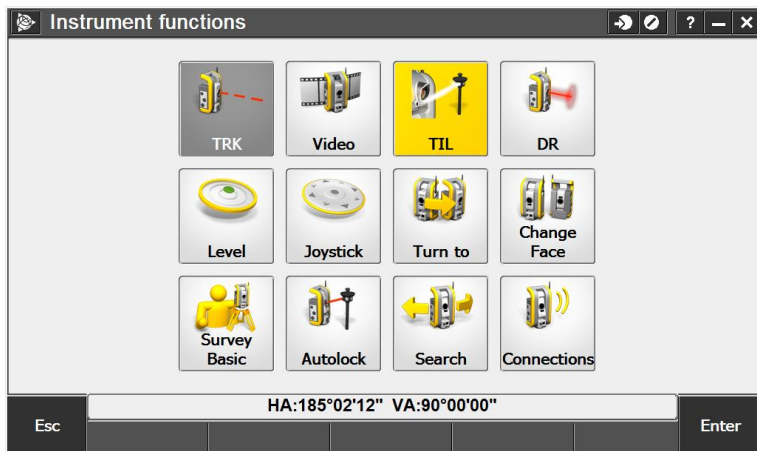 Instrument functions
? – X
TRK
Video
TIL
DR
Level
Joystick
Turn to
Change
Face
Survey
Basic
Autolock
Search
Connections
HA:185°02'12" VA:90°00'00"
Esc
Enter